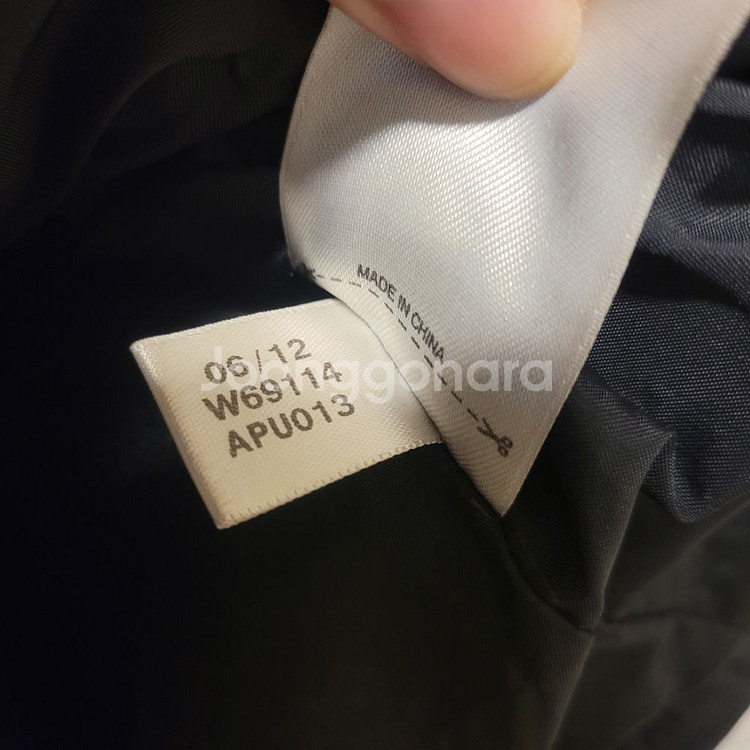 MADE IN CHINA
06/12
W69114
APU013
Joonggonara